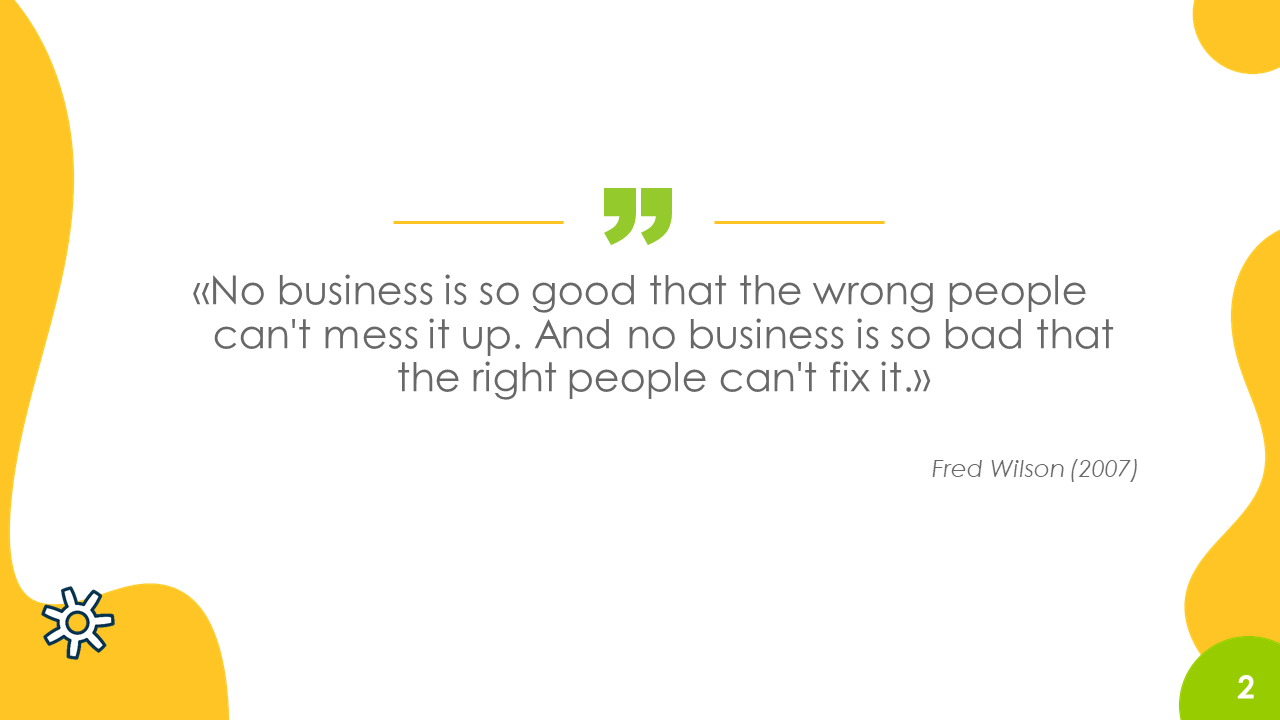 «No business is so good that the wrong people
can't mess it up. And no business is so bad that
the right people can't fix it.»
Fred Wilson (2007)
2